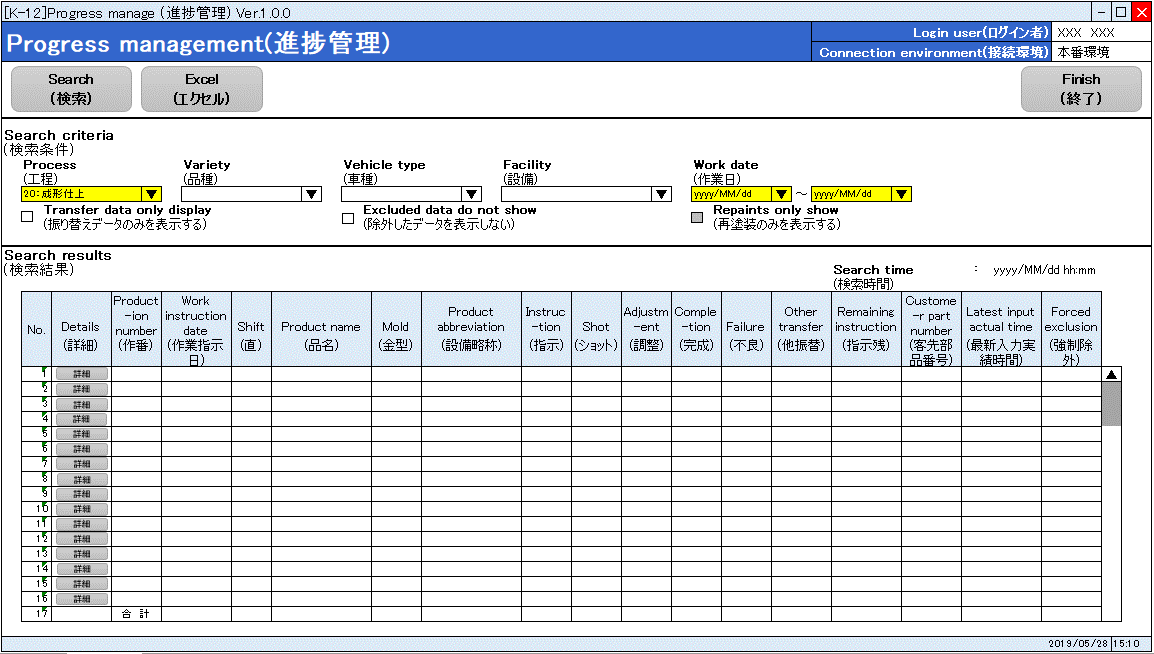 [K-12]Progress manage (進捗管理) Ver.1.0.0
Progress management(進捗管理)
Login user(ログイン者) XXX XXX
Connection environment(接続環境) 本番環境
Search
(検索)
Excel
(エクセル)
Finish
(終了)
Search criteria
(検索条件)
Process
(工程)
20:成形仕上
Variety
(品種)
Vehicle type
(車種)
Facility
(設備)
Work date
(作業日)
yyyy/MM/dd ～ yyyy/MM/dd
Transfer data only display
(振り替えデータのみを表示する)
Excluded data do not show
(除外したデータを表示しない)
Repaints only show
(再塗装のみを表示する)
Search results
(検索結果)
Search time : yyyy/MM/dd hh:mm
(検索時間)
No.
Details
(詳細)
Product
-ion
number
(作番)
Work
instruction
date
(作業指示
日)
Shift
(直)
Product name
(品名)
Mold
(金型)
Product
abbreviation
(設備略称)
Instruc
-tion
(指示)
Shot
(ショット)
Adjustm
-ent
(調整)
Comple
-tion
(完成)
Failure
(不良)
Other
transfer
(他振替)
Remaining
instruction
(指示残)
Custome
-r part
number
(客先部
品番号)
Latest input
actual time
(最新入力実
績時間)
Forced
exclusion
(強制除
外)
1 詳細
2 詳細
3 詳細
4 詳細
5 詳細
6 詳細
7 詳細
8 詳細
9 詳細
10 詳細
11 詳細
12 詳細
13 詳細
14 詳細
15 詳細
16 詳細
17 合 計
2019/05/28 15:10